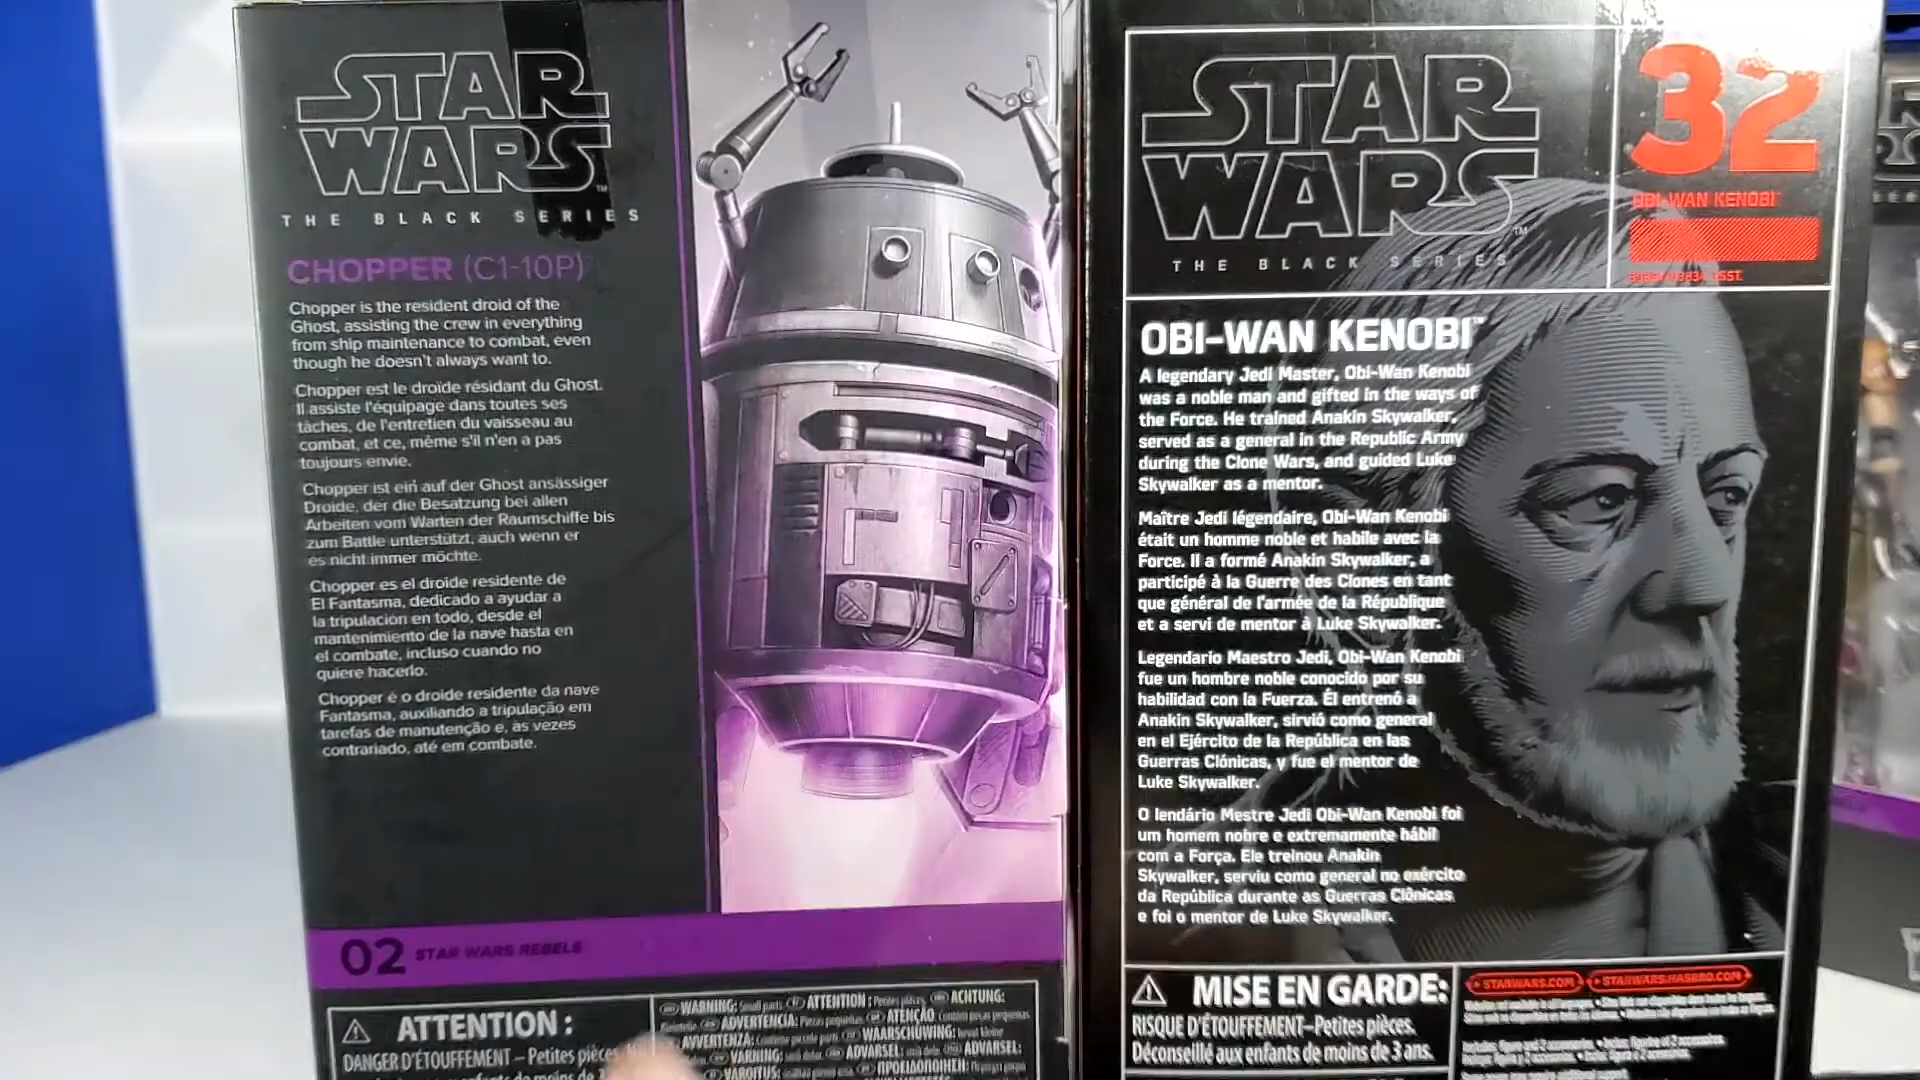 STAR
WARS
™
THE BLACK SERIES
CHOPPER (C1-10P)
Chopper is the resident droid of the
Ghost, assisting the crew in everything
from ship maintenance to combat, even
though he doesn't always want to.
Chopper est le droïde résidant du Ghost.
Il assiste l'équipage dans toutes ses
tâches, de l'entretien du vaisseau au
combat, et ce, même s'il n'en a pas
toujours envie.
Chopper ist ein auf der Ghost ansässiger
Droide, der die Besatzung bei allen
Arbeiten vom Warten der Raumschiffe bis
zum Battle unterstützt, auch wenn er
es nicht immer möchte.
Chopper es el droide residente de
El Fantasma, dedicado a ayudar a
la tripulación en todo, desde el
mantenimiento de la nave hasta en
el combate, incluso cuando no
quiere hacerlo.
Chopper é o droide residente da nave
Fantasma, auxiliando a tripulação em
tarefas de manutenção e, às vezes
contrariado, até em combate.
02 STAR WARS REBELS
ATTENTION :
DANGER D'ÉTOUFFEMENT – Petites pièces
WARNING: Small parts. ATTENTION : Petites pièces. ACHTUNG:
ADVERTENCIA: Piezas pequeñas. ATENÇÃO
AVVERTENZA: WAARSCHUWING:
VARNING: ADVARSEL: ADVARSEL:
VAROITUS: ΠΡΟΕΙΔΟΠΟΙΗΣΗ:
STAR
WARS
™
THE BLACK SERIES
32
OBI-WAN KENOBI™
OBI-WAN KENOBI™
A legendary Jedi Master, Obi-Wan Kenobi
was a noble man and gifted in the ways of
the Force. He trained Anakin Skywalker,
served as a general in the Republic Army
during the Clone Wars, and guided Luke
Skywalker as a mentor.
Maître Jedi légendaire, Obi-Wan Kenobi
était un homme noble et habile avec la
Force. Il a formé Anakin Skywalker, a
participé à la Guerre des Clones en tant
que général de l'armée de la République
et a servi de mentor à Luke Skywalker.
Legendario Maestro Jedi, Obi-Wan Kenobi
fue un hombre noble conocido por su
habilidad con la Fuerza. Él entrenó a
Anakin Skywalker, sirvió como general
en el Ejército de la República en las
Guerras Clónicas, y fue el mentor de
Luke Skywalker.
O lendário Mestre Jedi Obi-Wan Kenobi foi
um homem nobre e extremamente hábil
com a Força. Ele treinou Anakin
Skywalker, serviu como general no exército
da República durante as Guerras Clônicas
e foi o mentor de Luke Skywalker.
MISE EN GARDE:
RISQUE D'ÉTOUFFEMENT–Petites pièces.
Déconseillé aux enfants de moins de 3 ans.
STARWARS.COM STARWARS.HASBRO.COM